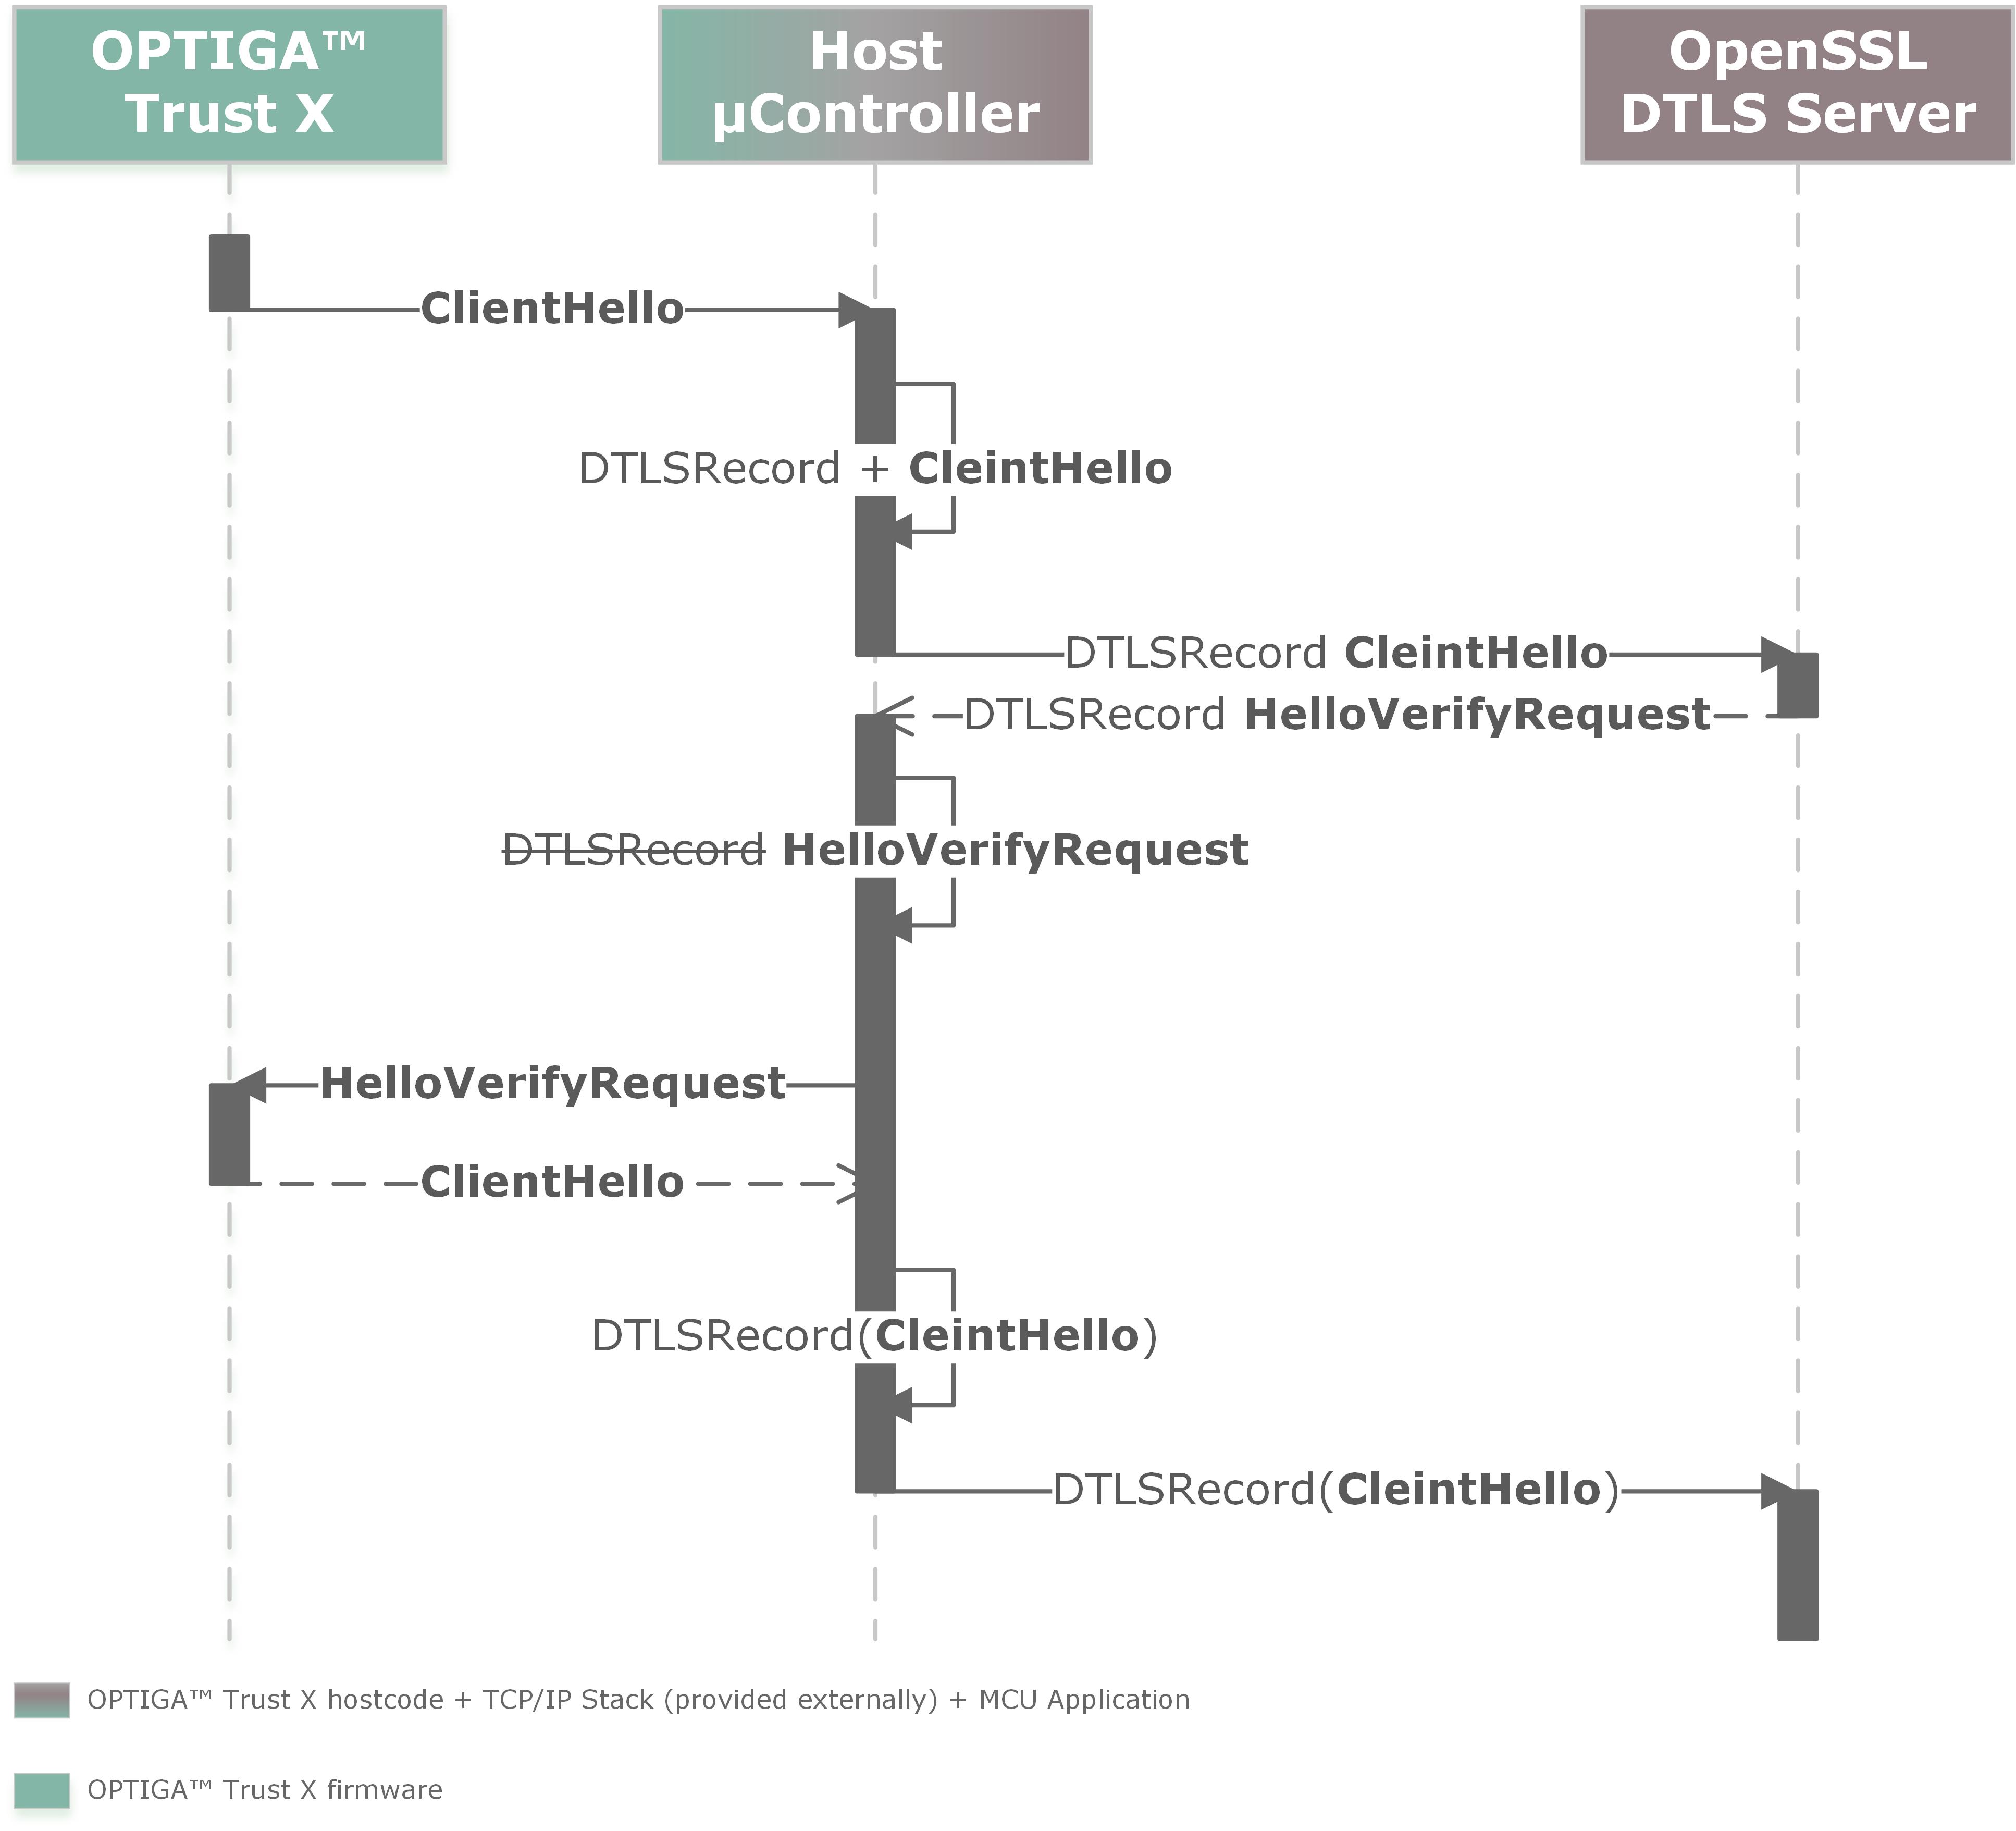 OPTIGA™
Trust X
Host
µController
OpenSSL
DTLS Server
ClientHello
DTLSRecord + CleintHello
DTLSRecord CleintHello
DTLSRecord HelloVerifyRequest
DTLSRecord HelloVerifyRequest
HelloVerifyRequest
ClientHello
DTLSRecord(CleintHello)
DTLSRecord(CleintHello)
OPTIGA™ Trust X hostcode + TCP/IP Stack (provided externally) + MCU Application
OPTIGA™ Trust X firmware